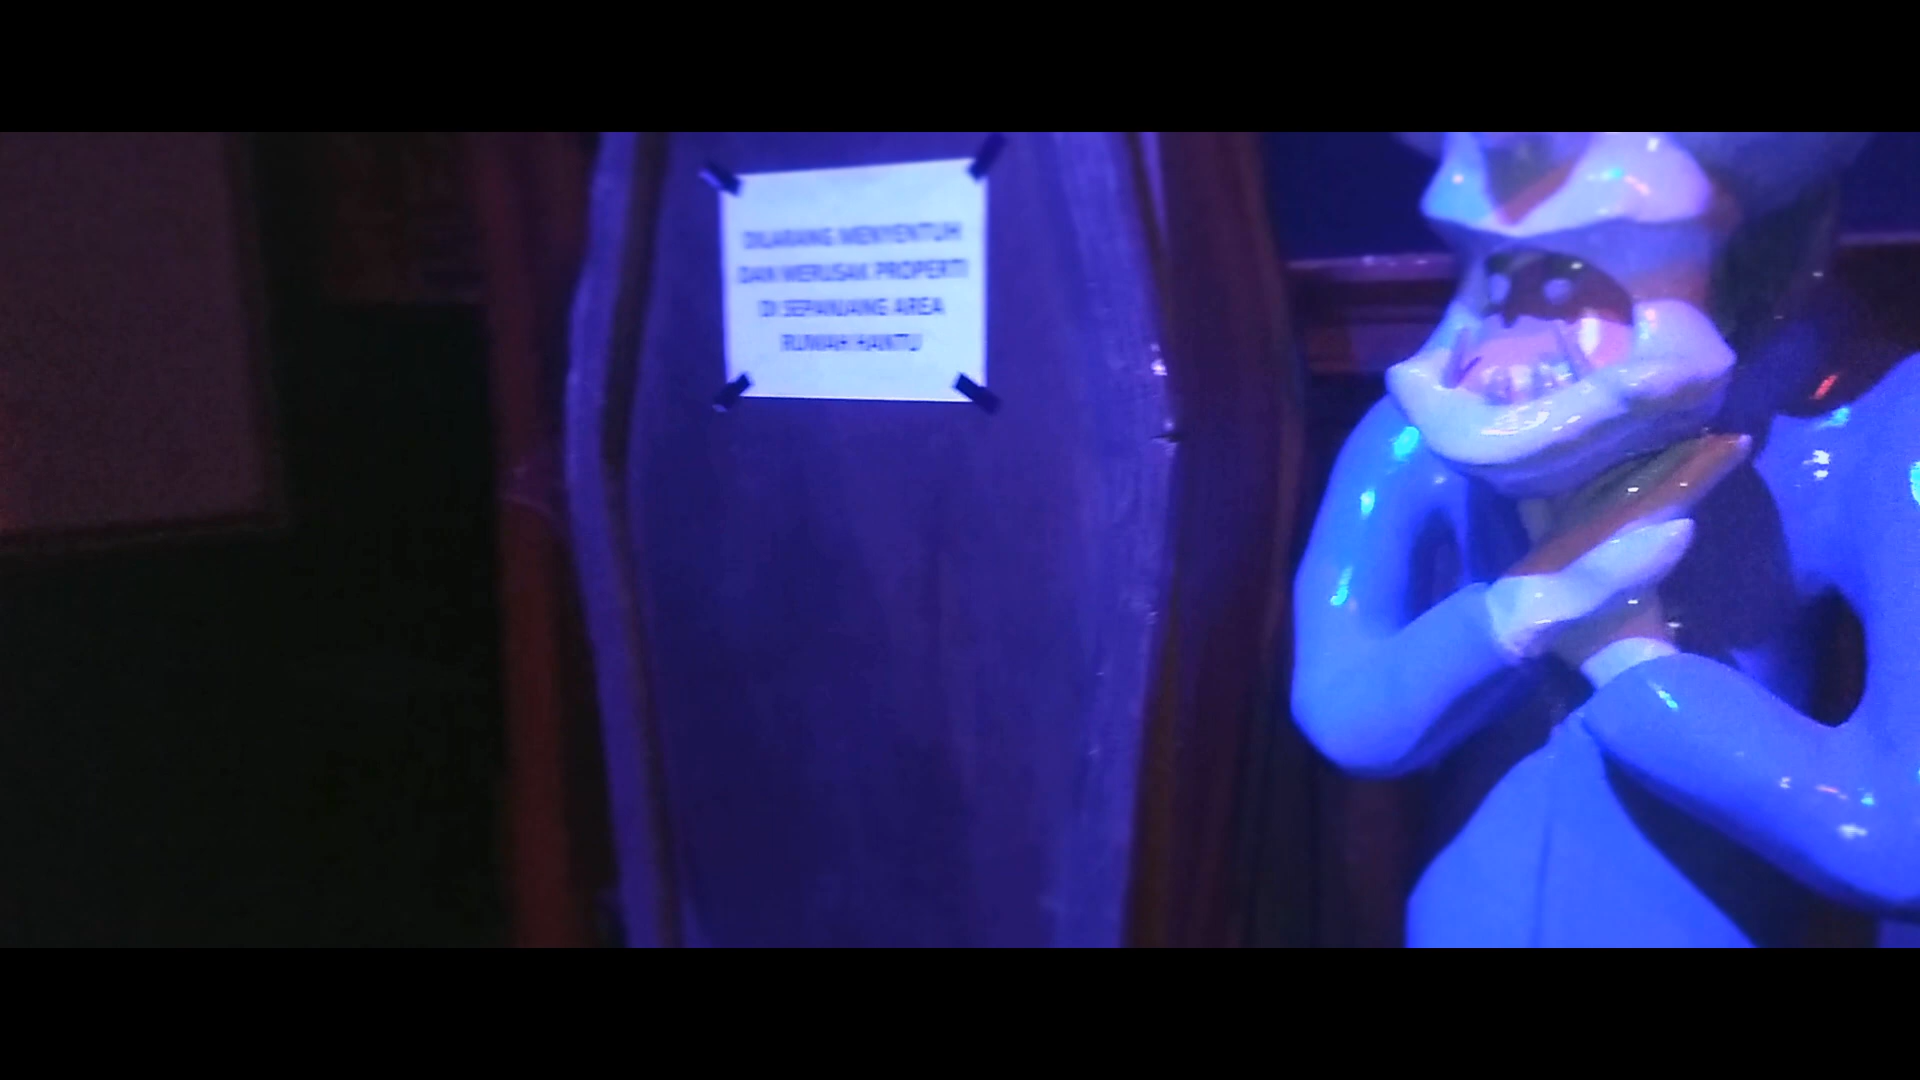 DILARANG MENYENTUH
DAN MERUSAK PROPERTI
DI SEPANJANG AREA
RUMAH HANTU